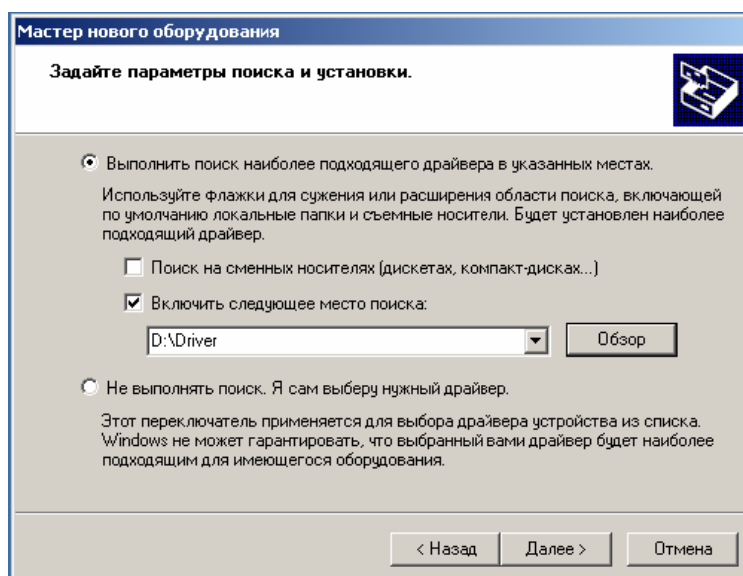 Мастер нового оборудования
Задайте параметры поиска и установки.
Выполнить поиск наиболее подходящего драйвера в указанных местах.
Используйте флажки для сужения или расширения области поиска, включающей
по умолчанию локальные папки и съемные носители. Будет установлен наиболее
подходящий драйвер.
Поиск на сменных носителях (дискетах, компакт-дисках...)
Включить следующее место поиска:
D:\Driver
Обзор
Не выполнять поиск. Я сам выберу нужный драйвер.
Этот переключатель применяется для выбора драйвера устройства из списка.
Windows не может гарантировать, что выбранный вами драйвер будет наиболее
подходящим для имеющегося оборудования.
< Назад Далее > Отмена